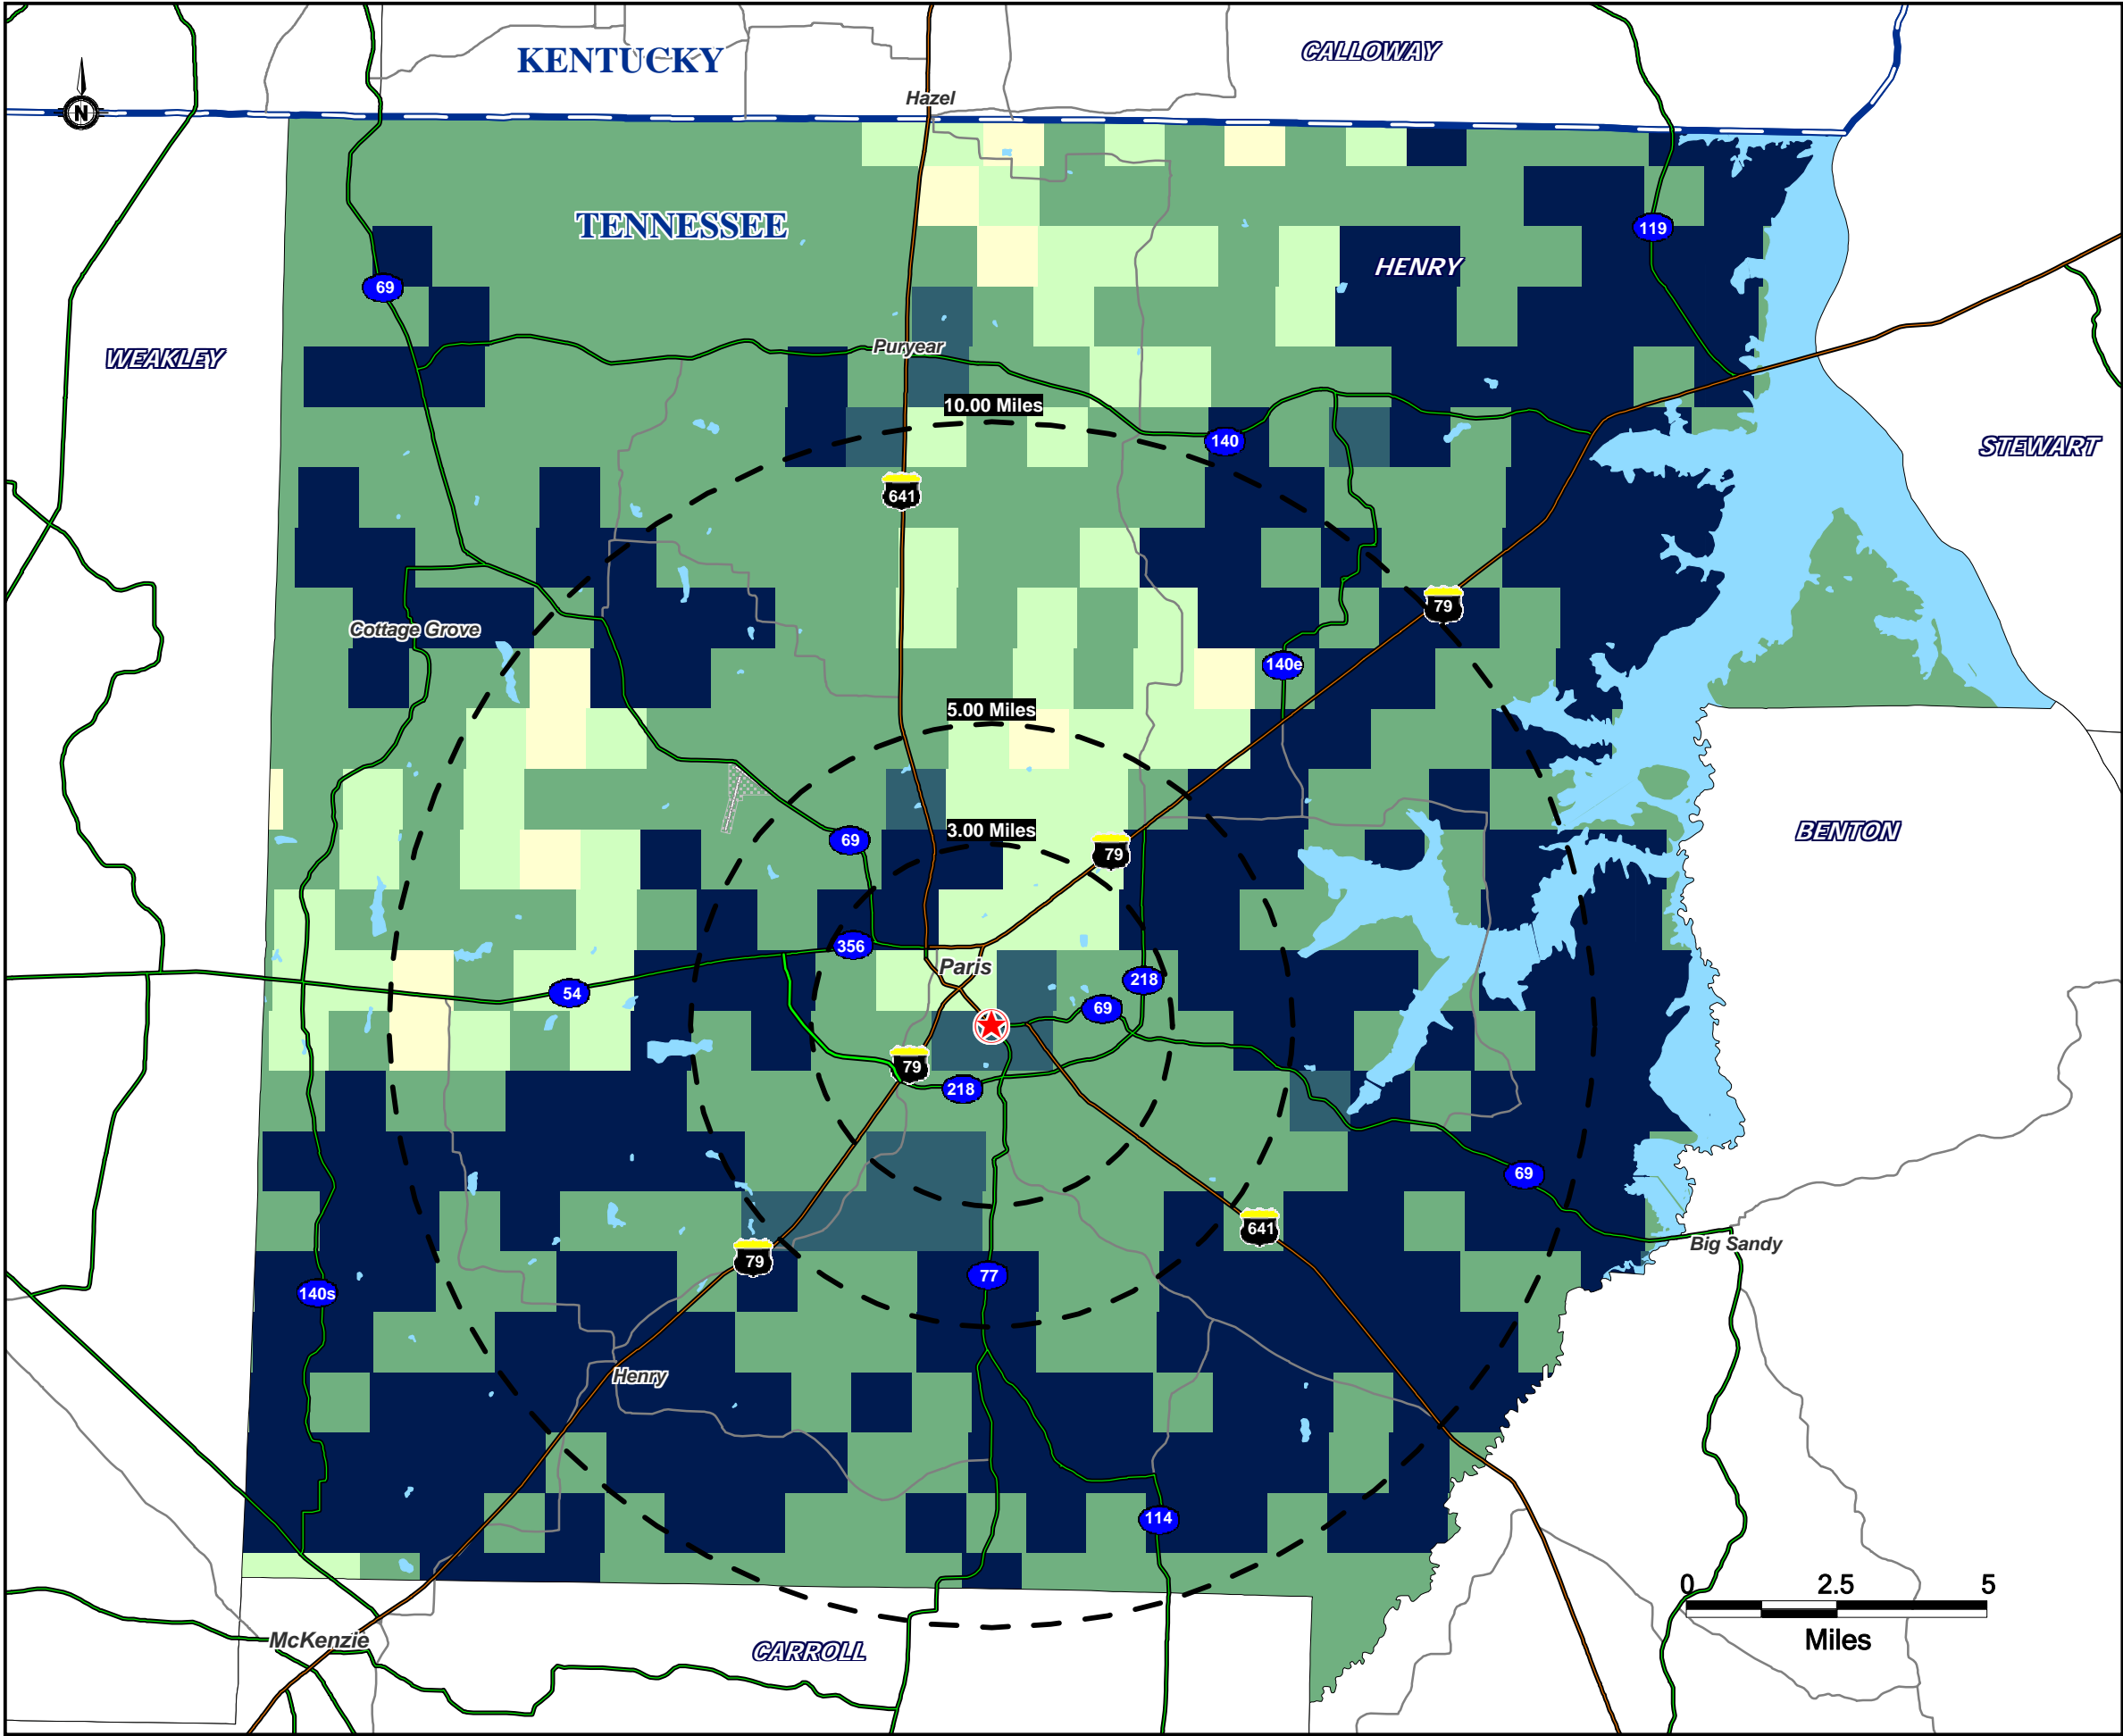 KENTUCKY
CALLOWAY
Hazel
N
TENNESSEE
119
HENRY
69
WEAKLEY
Puryear
10.00 Miles
140
STEWART
641
79
Cottage Grove
140e
5.00 Miles
3.00 Miles
BENTON
69
79
356
Paris
54
218
69
79
218
69
641
Big Sandy
79
77
140s
Henry
114
0 2.5 5
Miles
McKenzie
CARROLL